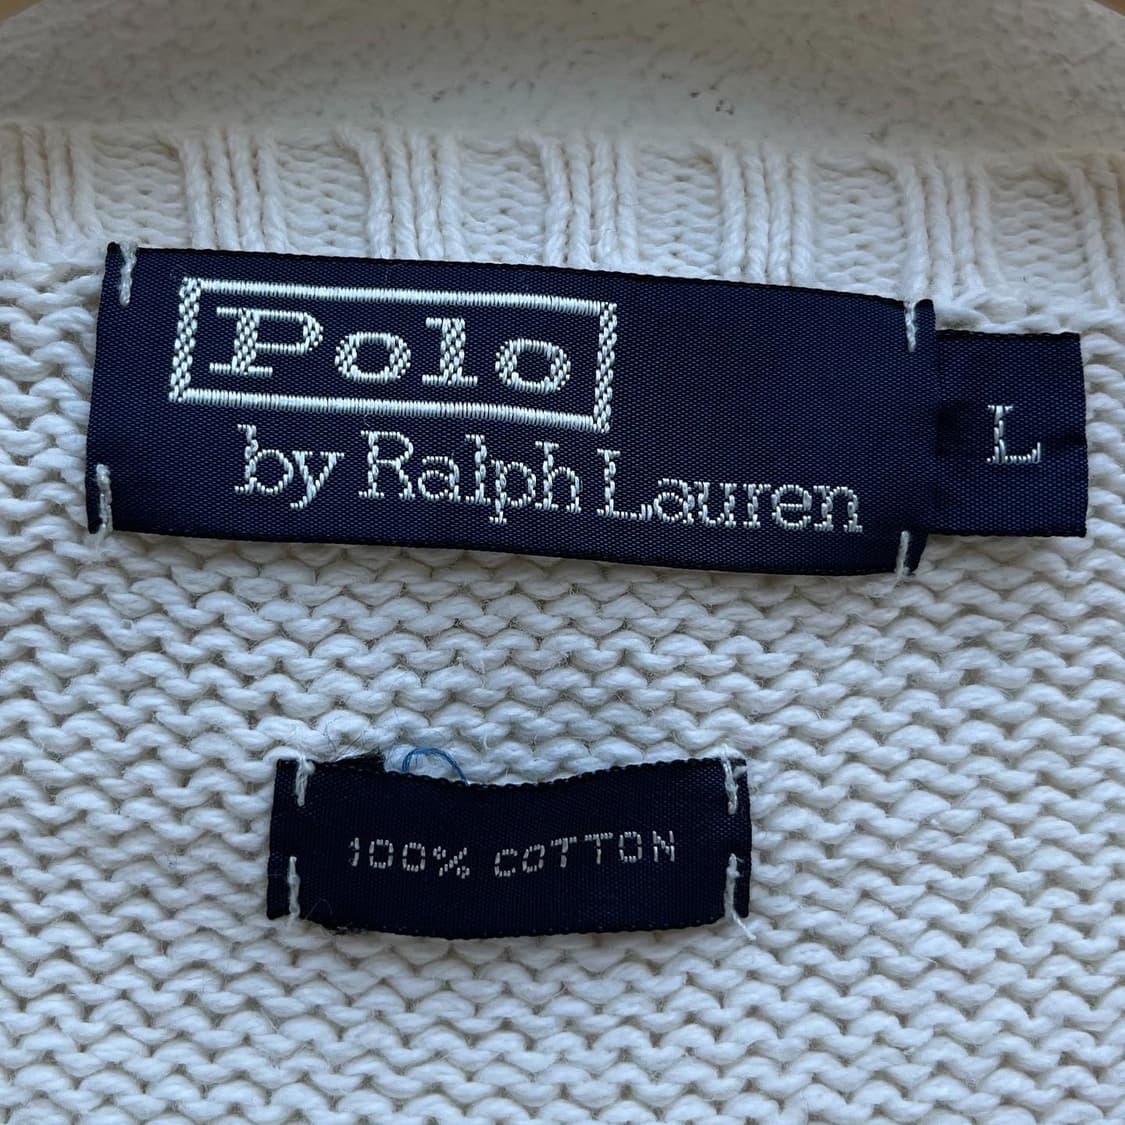 Polo
by Ralph Lauren
L
100% COTTON